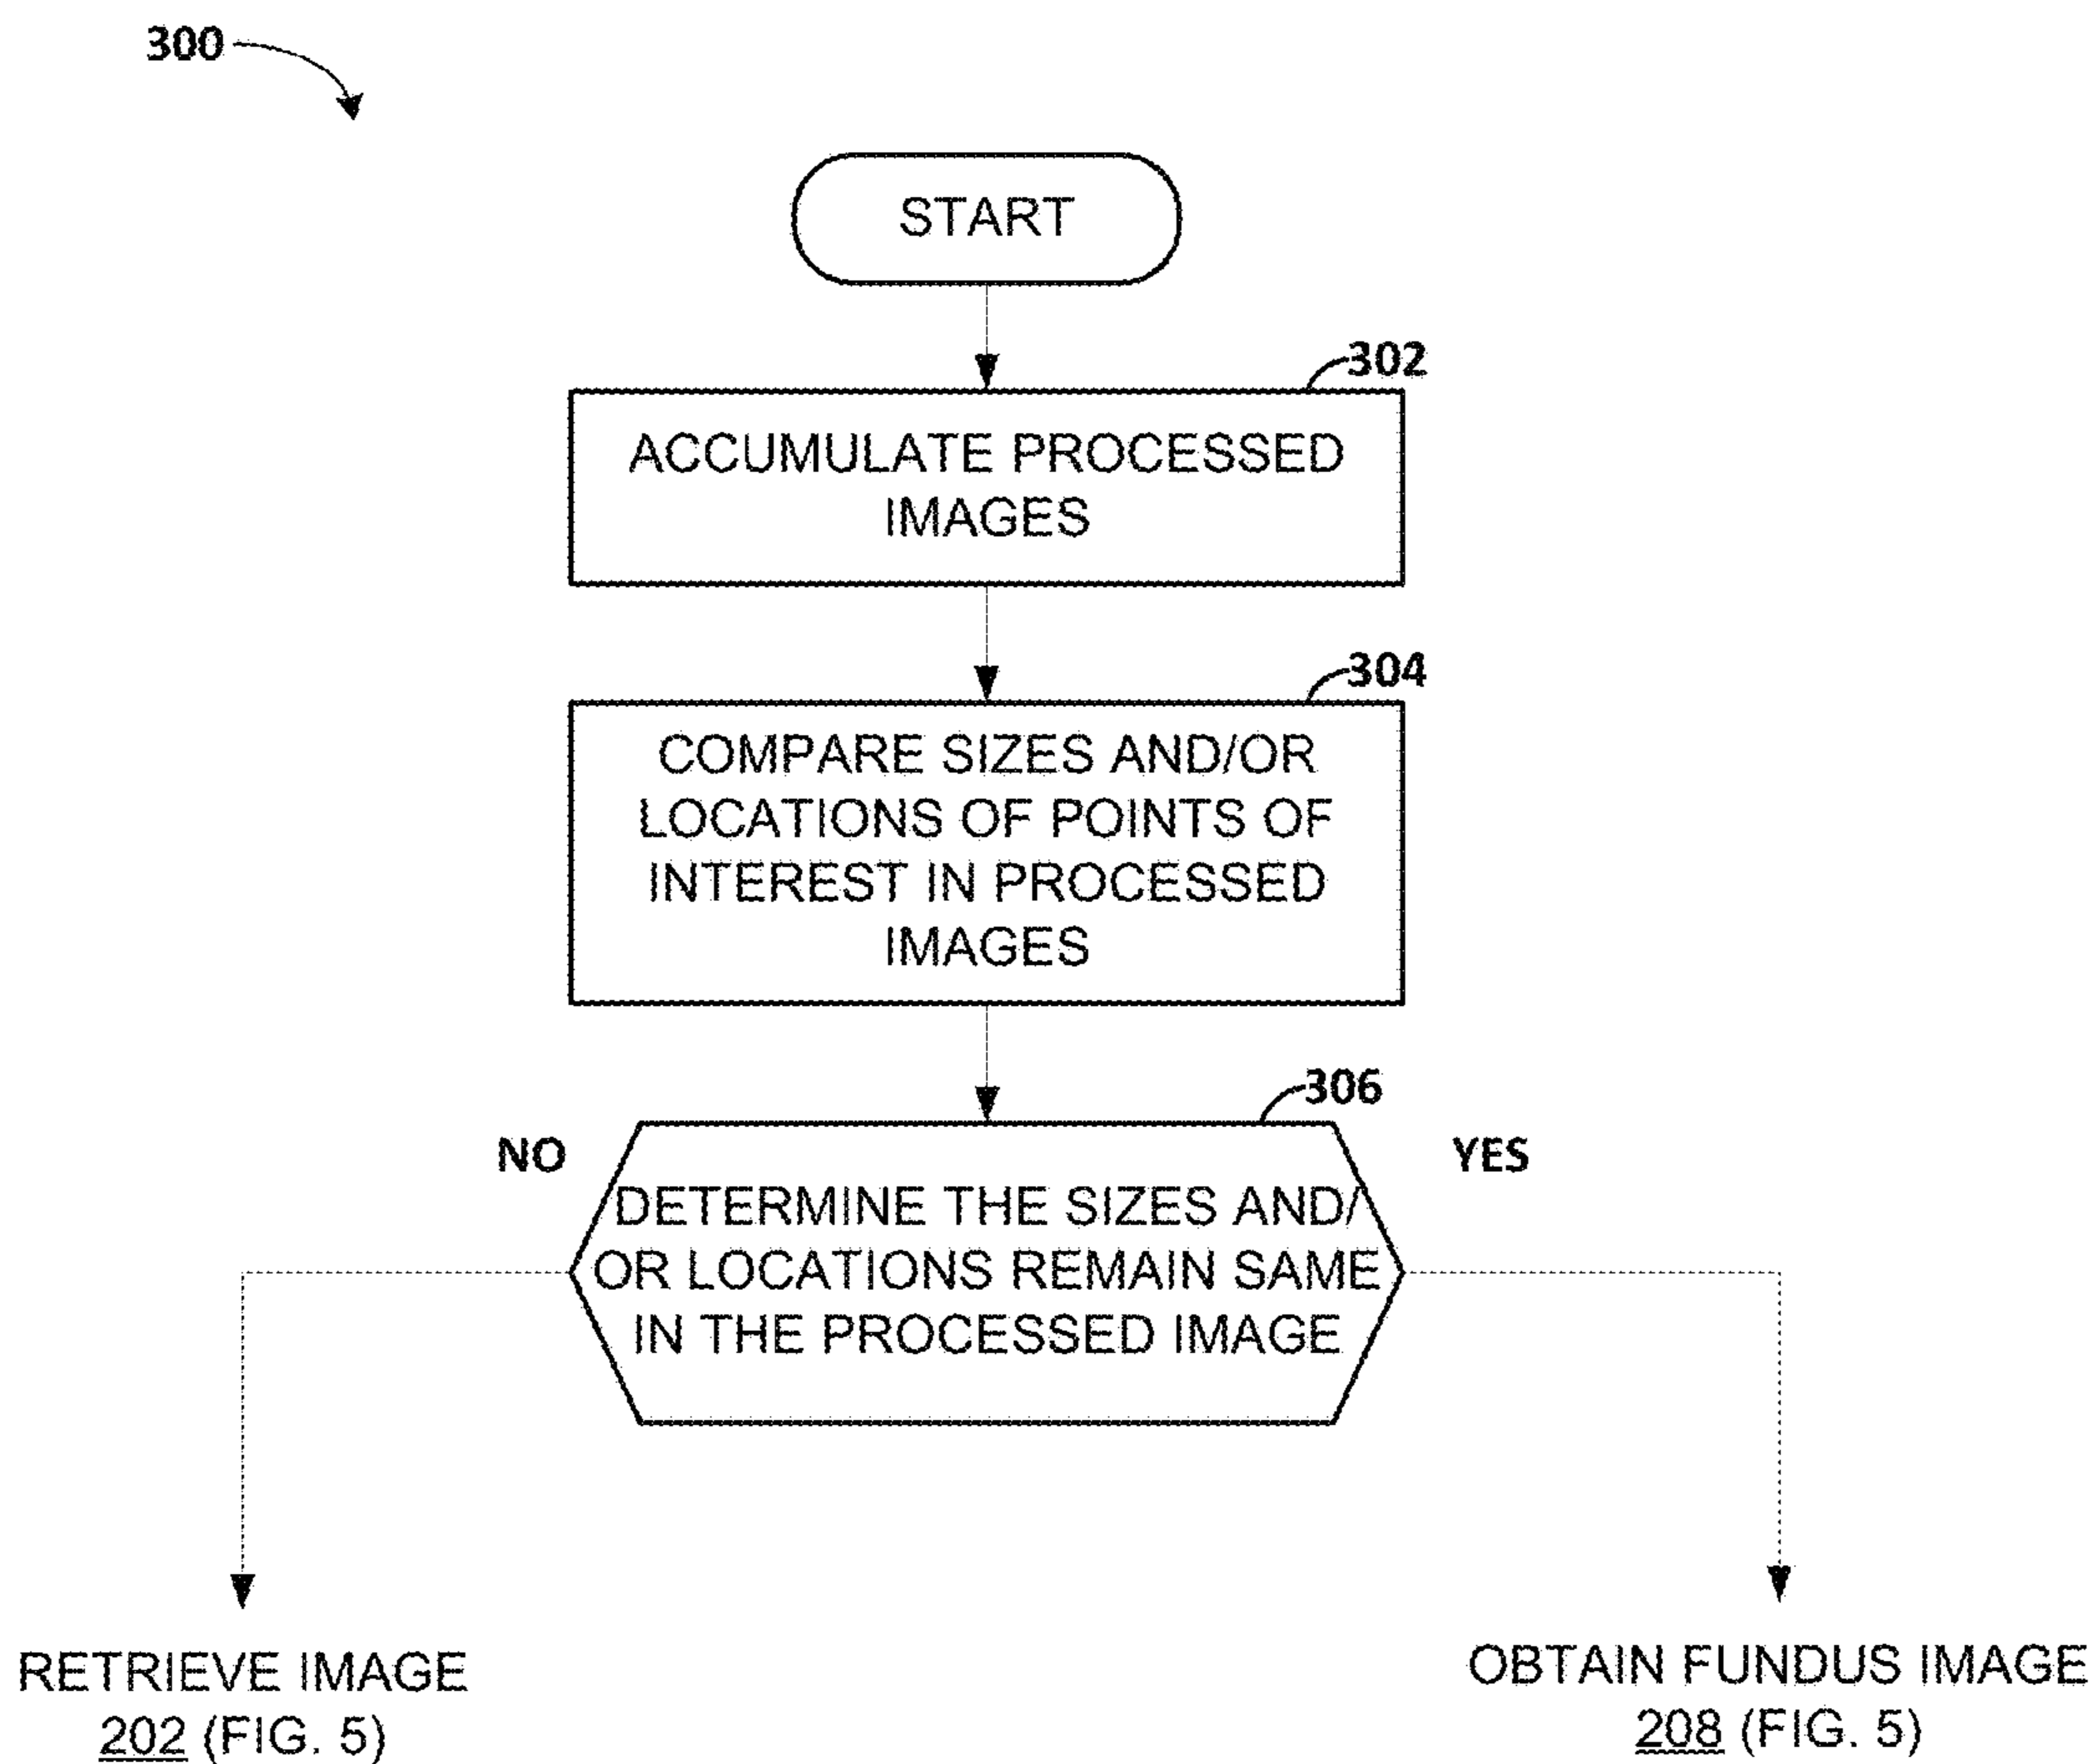 300
START
302
ACCUMULATE PROCESSED
IMAGES
304
COMPARE SIZES AND/OR
LOCATIONS OF POINTS OF
INTEREST IN PROCESSED
IMAGES
306
NO
YES
DETERMINE THE SIZES AND/
OR LOCATIONS REMAIN SAME
IN THE PROCESSED IMAGE
RETRIEVE IMAGE
202 (FIG. 5)
OBTAIN FUNDUS IMAGE
208 (FIG. 5)